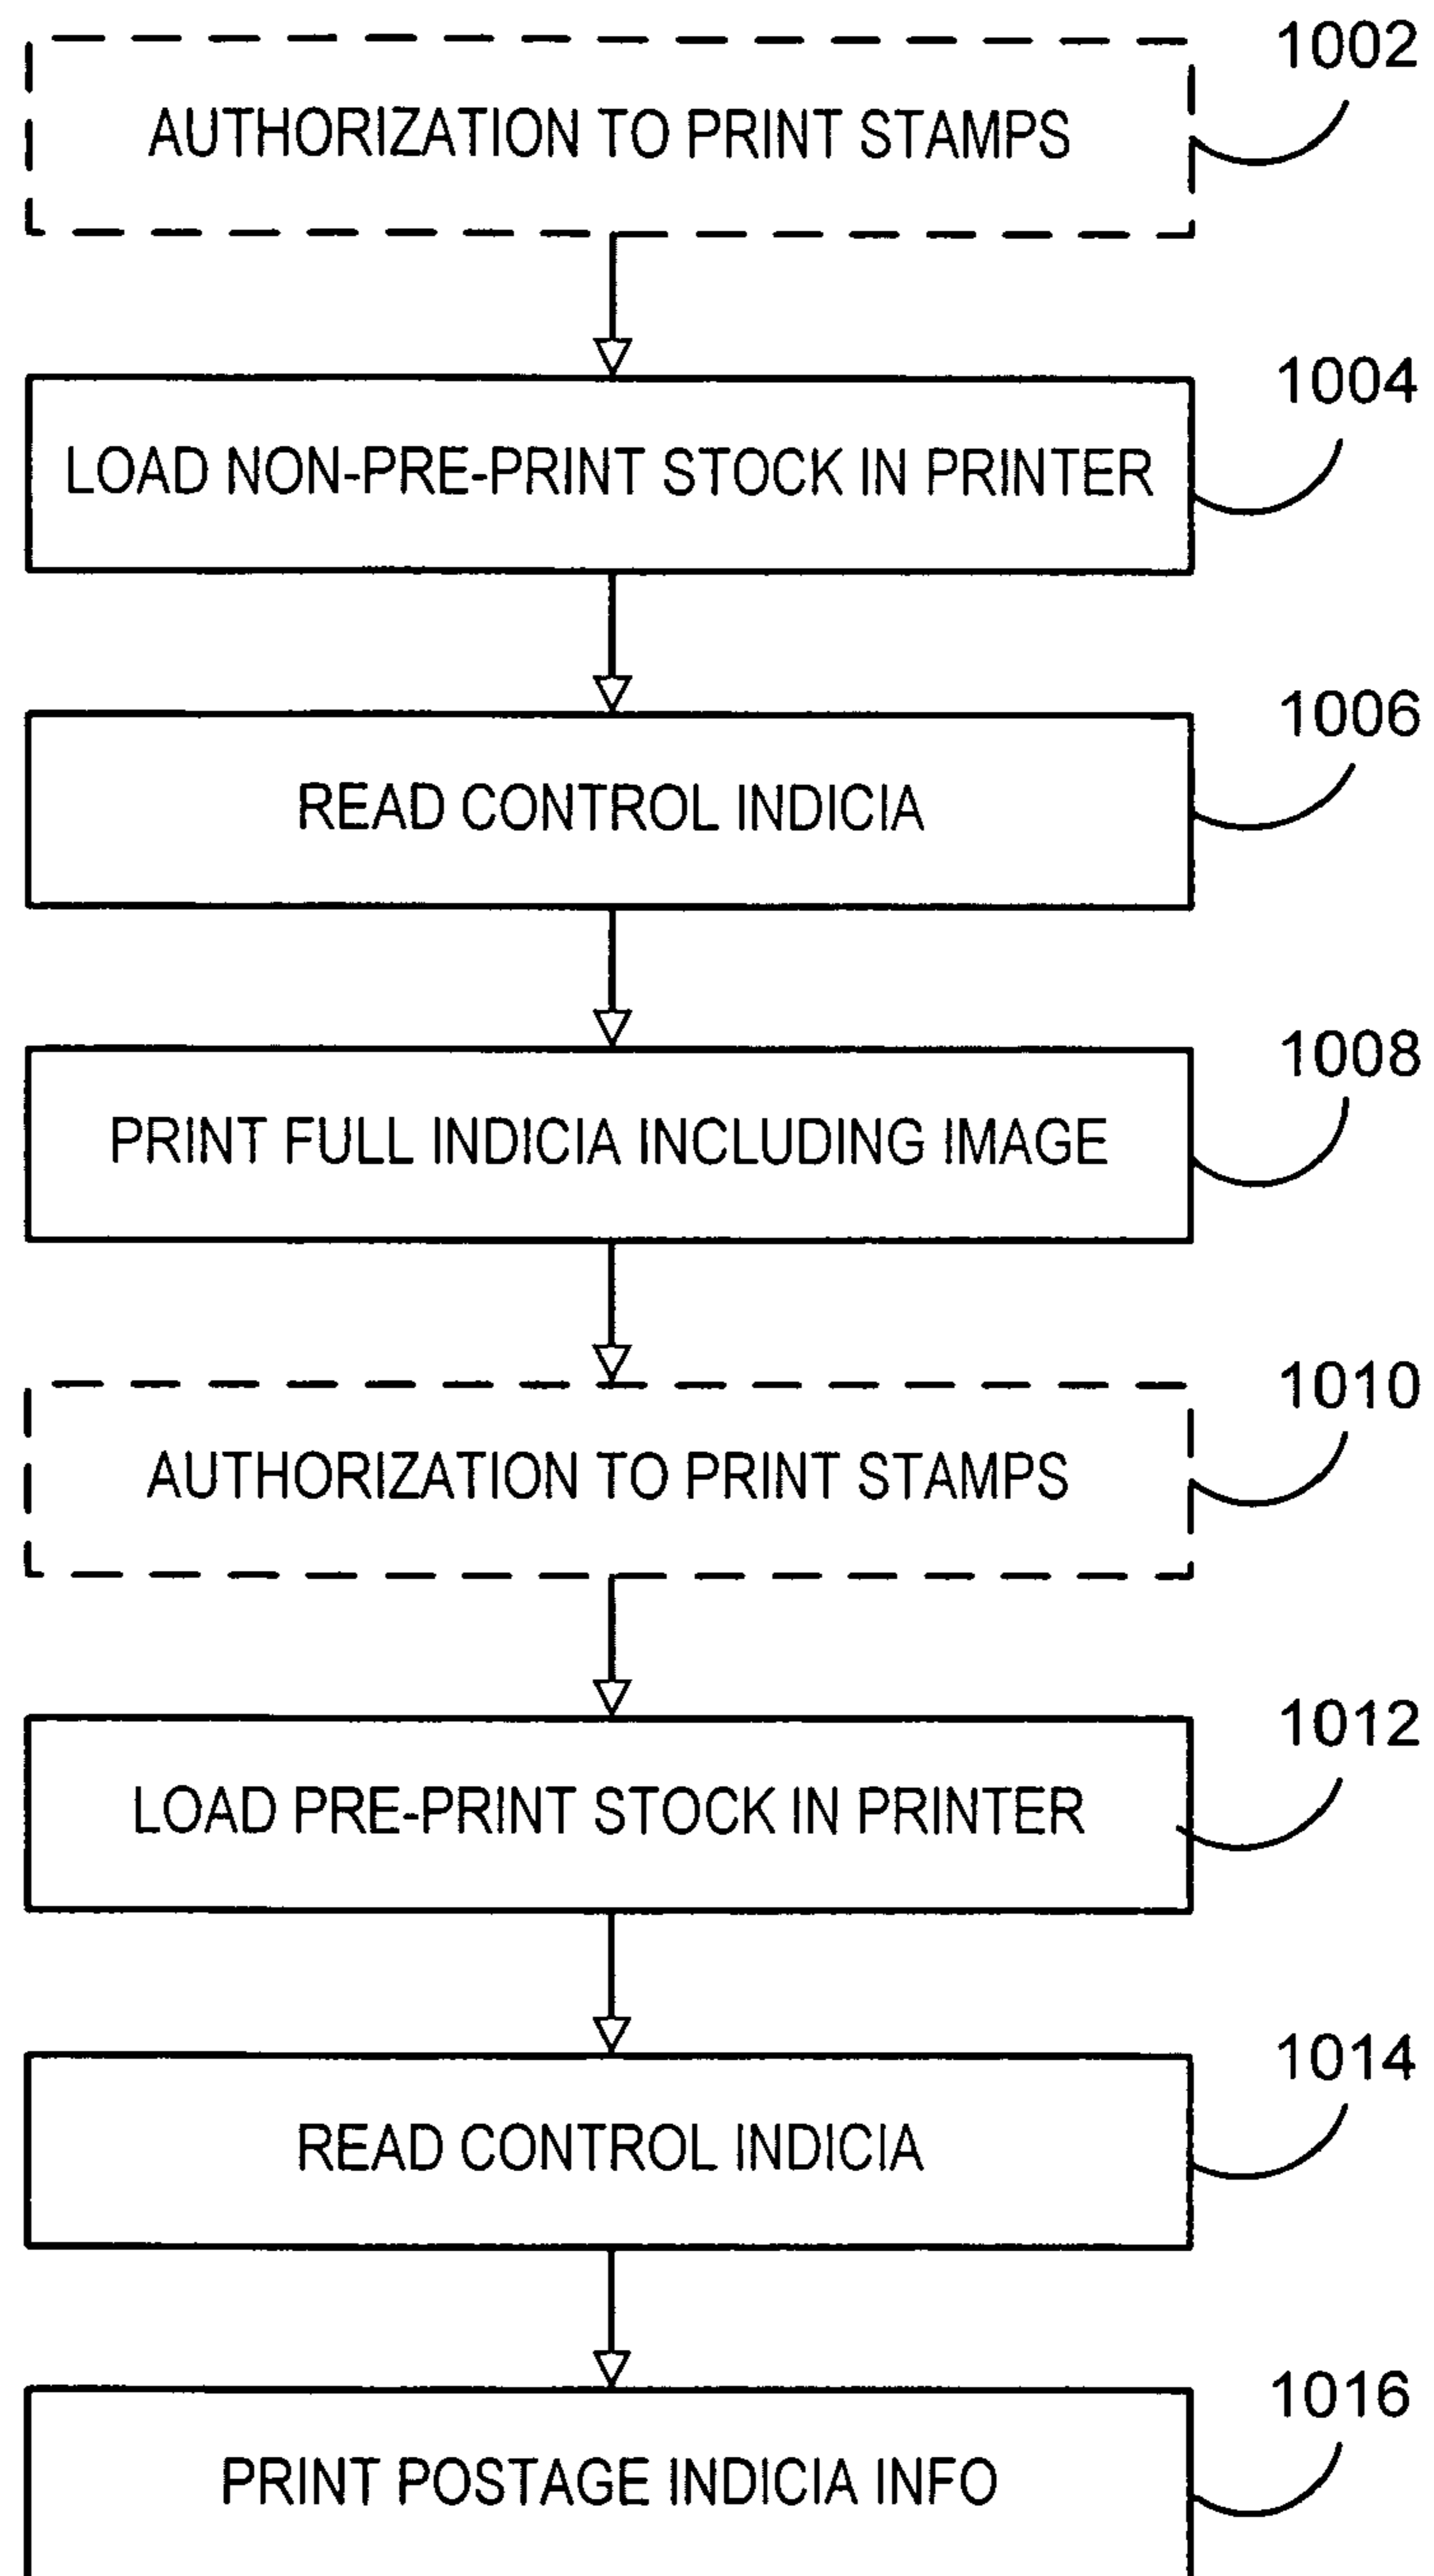 1002
AUTHORIZATION TO PRINT STAMPS
1004
LOAD NON-PRE-PRINT STOCK IN PRINTER
1006
READ CONTROL INDICIA
1008
PRINT FULL INDICIA INCLUDING IMAGE
1010
AUTHORIZATION TO PRINT STAMPS
1012
LOAD PRE-PRINT STOCK IN PRINTER
1014
READ CONTROL INDICIA
1016
PRINT POSTAGE INDICIA INFO